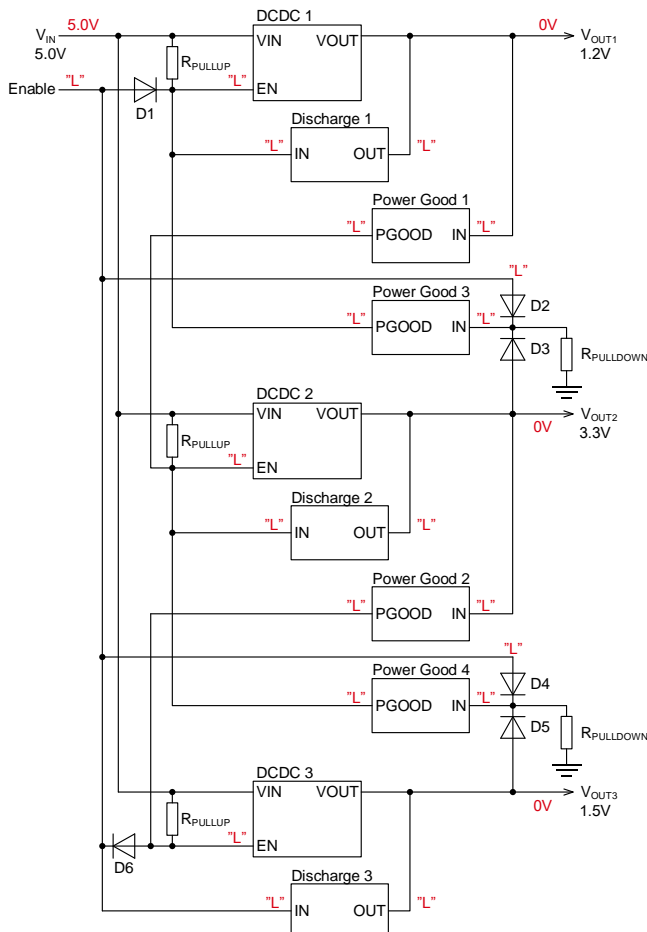 DCDC 1
V_IN 5.0V
5.0V
VIN VOUT
0V
V_OUT1
1.2V
R_PULLUP
Enable "L"
D1
"L" EN
Discharge 1
"L" IN OUT "L"
Power Good 1
"L" PGOOD IN "L"
"L"
Power Good 3
D2
"L" PGOOD IN "L"
D3
R_PULLDOWN
DCDC 2
VIN VOUT
0V
V_OUT2
3.3V
R_PULLUP
"L" EN
Discharge 2
"L" IN OUT "L"
Power Good 2
"L" PGOOD IN "L"
"L"
Power Good 4
D4
"L" PGOOD IN "L"
D5
R_PULLDOWN
DCDC 3
VIN VOUT
0V
V_OUT3
1.5V
R_PULLUP
"L" EN
D6
Discharge 3
"L" IN OUT "L"